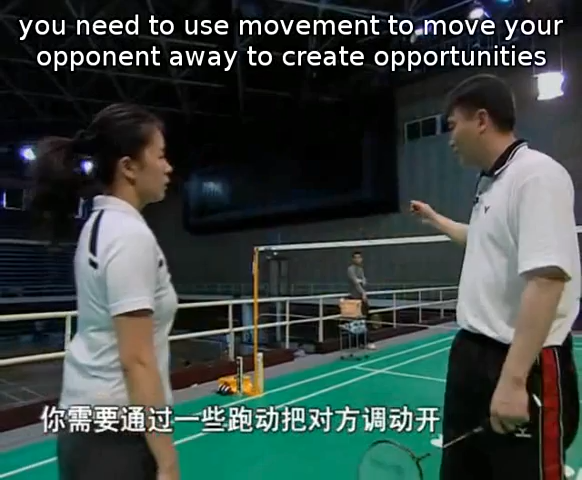 you need to use movement to move your
opponent away to create opportunities
你需要通过一些跑动把对方调动开